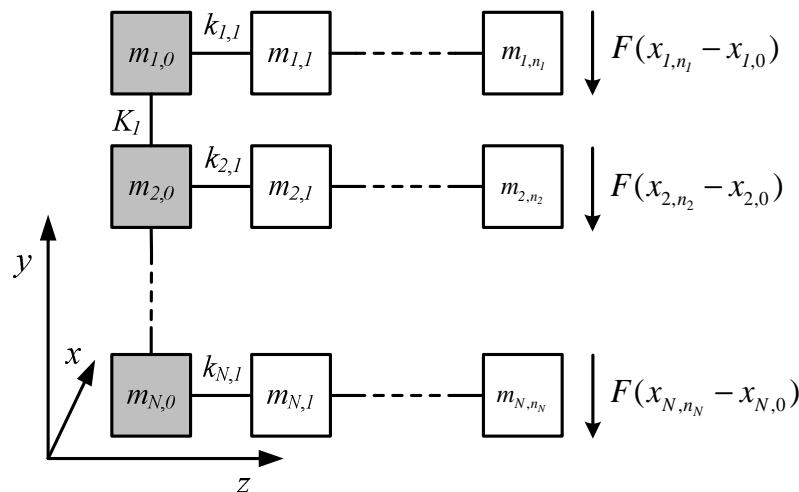 k1,1
m1,0 m1,1 m1,n1 F(x1,n1 − x1,0)
K1
k2,1
m2,0 m2,1 m2,n2 F(x2,n2 − x2,0)
y
x
kN,1
mN,0 mN,1 mN,nN F(xN,nN − xN,0)
z